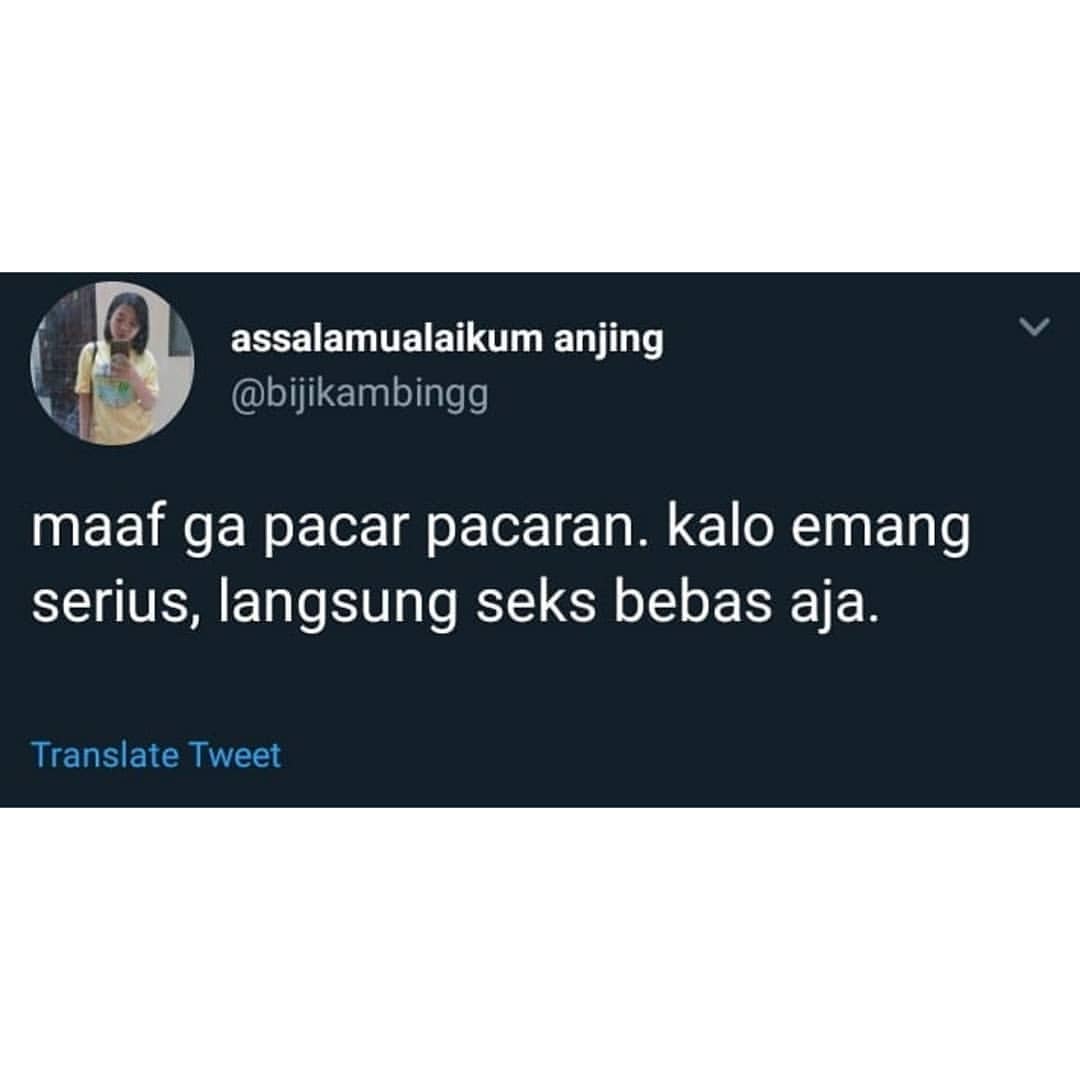 assalamualaikum anjing
@bijikambingg
maaf ga pacar pacaran. kalo emang
serius, langsung seks bebas aja.
Translate Tweet